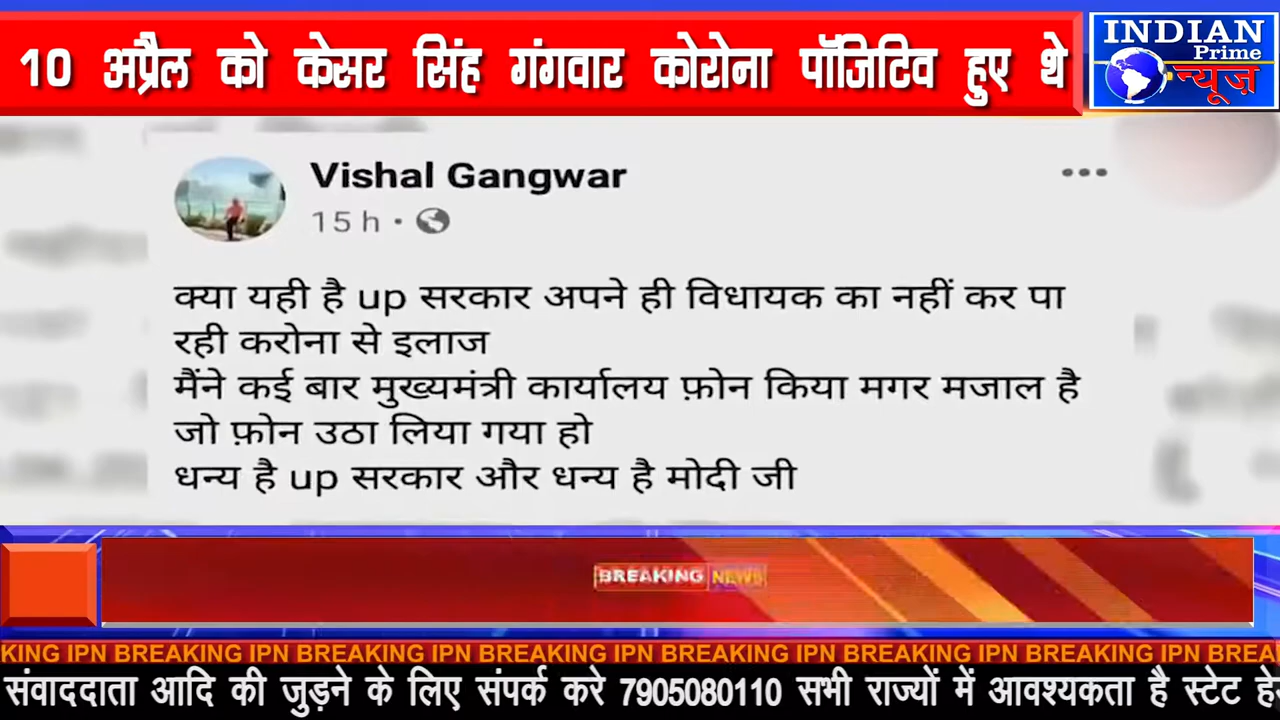 10 अप्रैल को केसर सिंह गंगवार कोरोना पॉजिटिव हुए थे
INDIAN
Prime
न्यूज़
Vishal Gangwar
15 h
क्या यही है up सरकार अपने ही विधायक का नहीं कर पा
रही करोना से इलाज
मैंने कई बार मुख्यमंत्री कार्यालय फ़ोन किया मगर मजाल है
जो फ़ोन उठा लिया गया हो
धन्य है up सरकार और धन्य है मोदी जी
BREAKING NEWS
KING IPN BREAKING IPN BREAKING IPN BREAKING IPN BREAKING IPN BREAKING IPN BREAKING IPN BREAKING IPN BREA
संवाददाता आदि की जुड़ने के लिए संपर्क करे 7905080110 सभी राज्यों में आवश्यकता है स्टेट